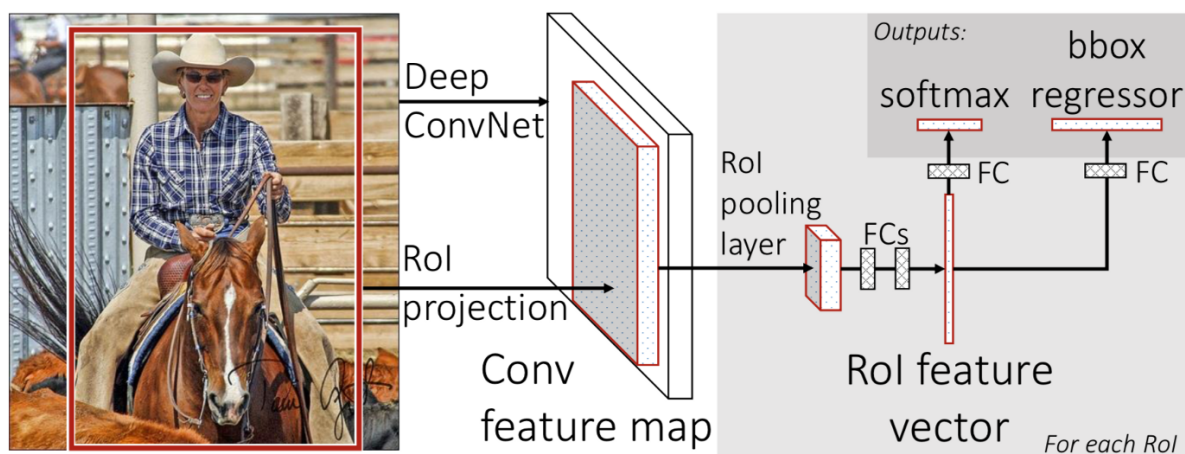 Deep
ConvNet
RoI
projection
Conv
feature map
RoI
pooling
layer
FCs
RoI feature
vector
For each RoI
Outputs:
softmax
bbox
regressor
FC
FC